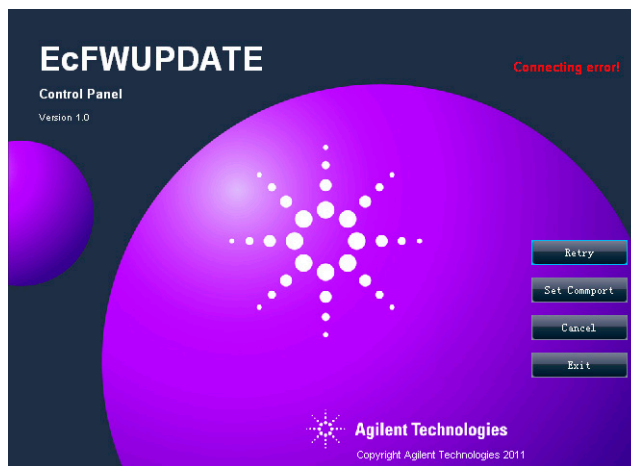 EcFWUPDATE
Connecting error!
Control Panel
Version 1.0
Retry
Set Commport
Cancel
Exit
Agilent Technologies
Copyright Agilent Technologies 2011